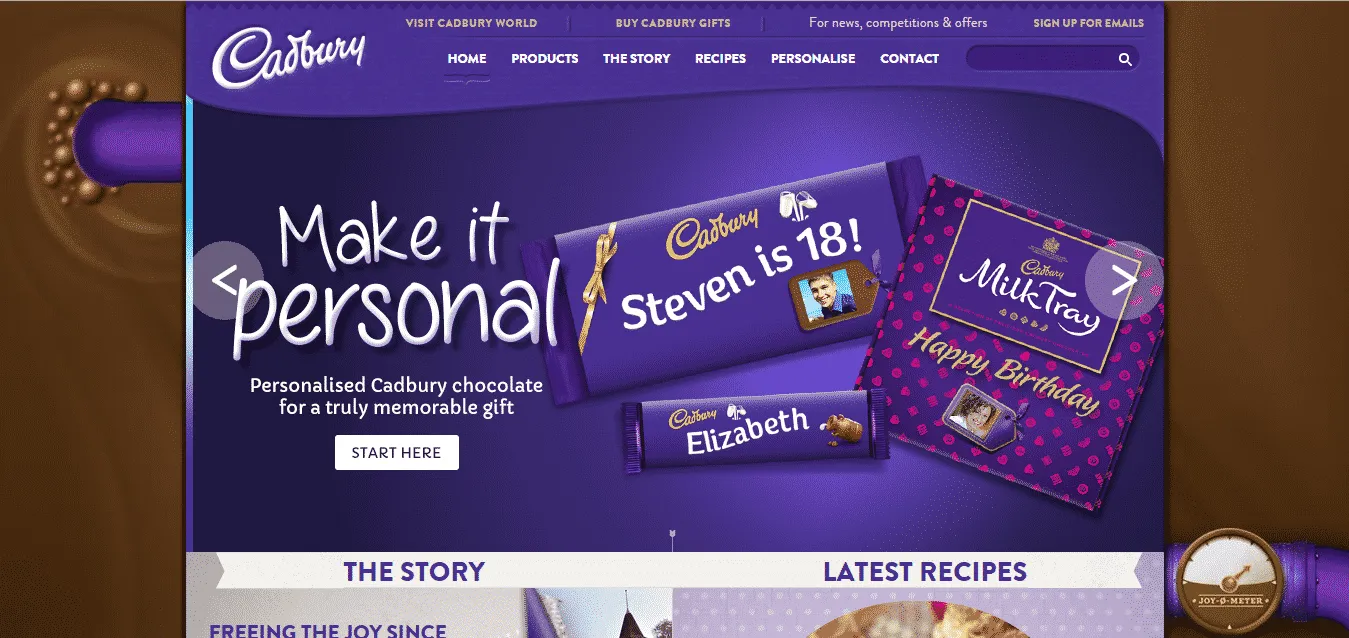 VISIT CADBURY WORLD
BUY CADBURY GIFTS
For news, competitions & offers
SIGN UP FOR EMAILS
Cadbury
HOME
PRODUCTS
THE STORY
RECIPES
PERSONALISE
CONTACT
Make it
personal
Personalised Cadbury chocolate
for a truly memorable gift
START HERE
<
Cadbury
Steven is 18!
Cadbury
Elizabeth
Cadbury
Milk Tray
Happy Birthday
>
THE STORY
LATEST RECIPES
FREEING THE JOY SINCE
JOY-Ø-METER